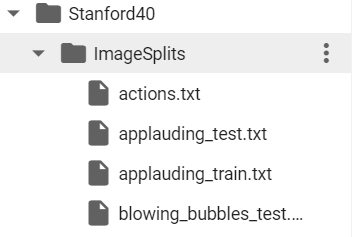 Stanford40
ImageSplits
actions.txt
applauding_test.txt
applauding_train.txt
blowing_bubbles_test....